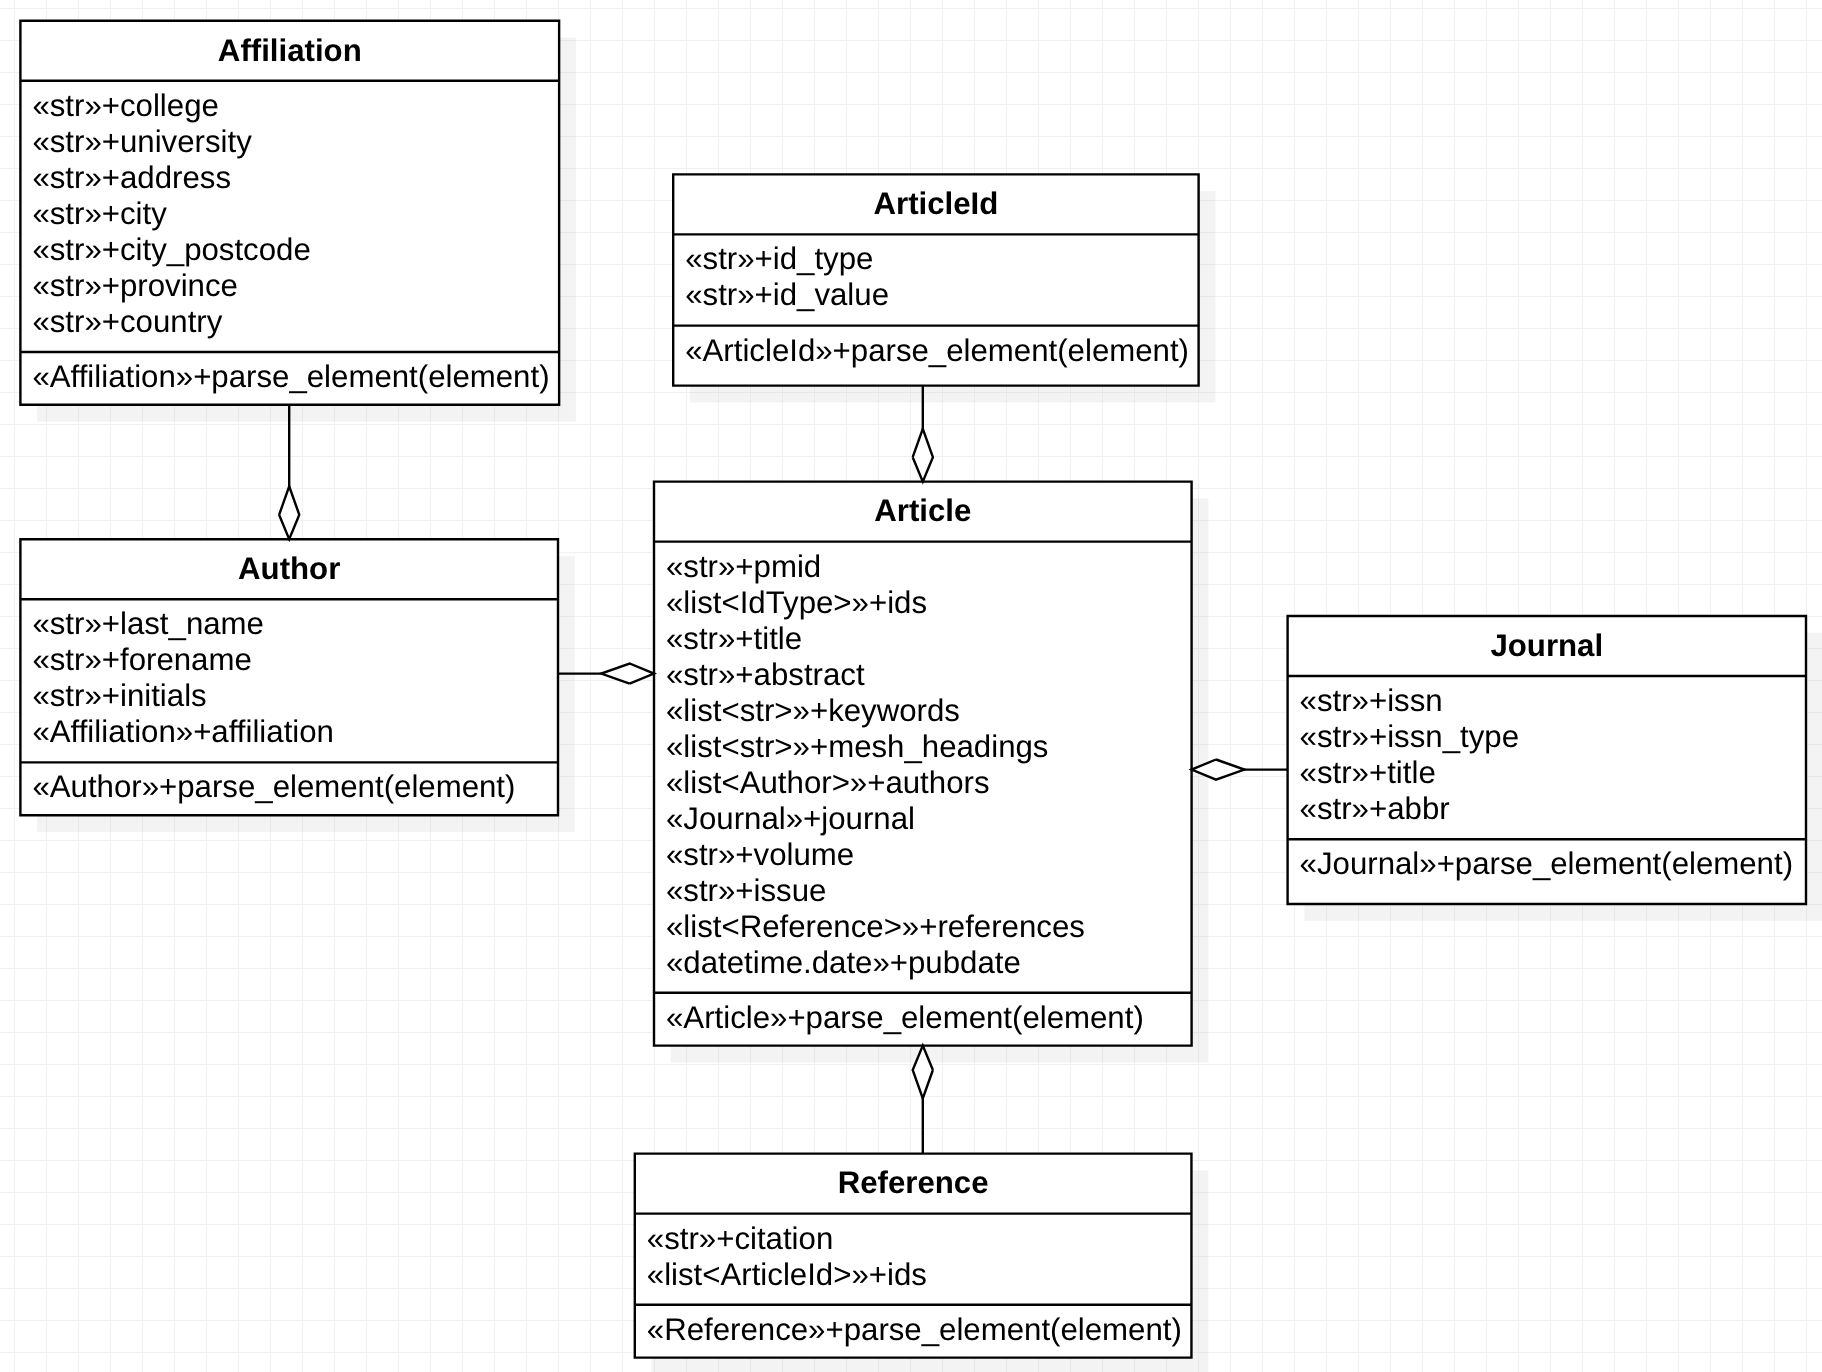 Affiliation
«str»+college
«str»+university
«str»+address
«str»+city
«str»+city_postcode
«str»+province
«str»+country
«Affiliation»+parse_element(element)
ArticleId
«str»+id_type
«str»+id_value
«ArticleId»+parse_element(element)
Author
«str»+last_name
«str»+forename
«str»+initials
«Affiliation»+affiliation
«Author»+parse_element(element)
Article
«str»+pmid
«list<IdType>»+ids
«str»+title
«str»+abstract
«list<str>»+keywords
«list<str>»+mesh_headings
«list<Author>»+authors
«Journal»+journal
«str»+volume
«str»+issue
«list<Reference>»+references
«datetime.date»+pubdate
«Article»+parse_element(element)
Journal
«str»+issn
«str»+issn_type
«str»+title
«str»+abbr
«Journal»+parse_element(element)
Reference
«str»+citation
«list<ArticleId>»+ids
«Reference»+parse_element(element)